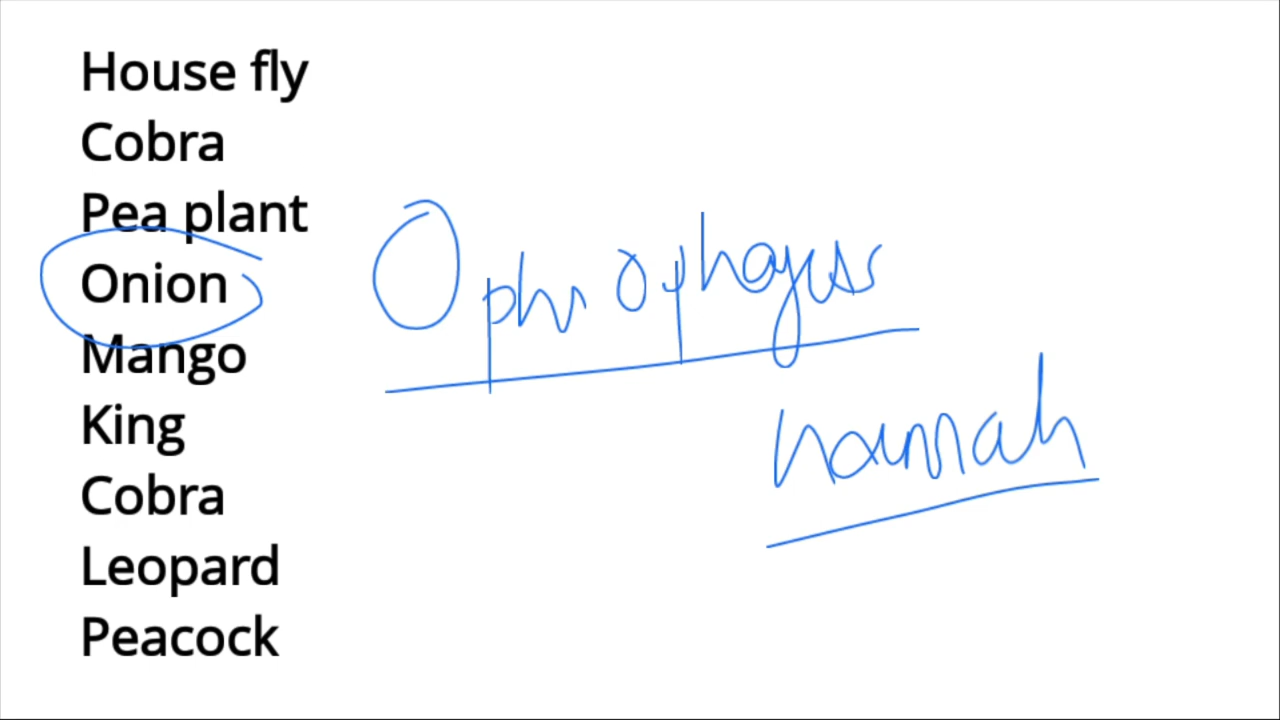 House fly
Cobra
Pea plant
Onion
Mango
King
Cobra
Leopard
Peacock
Ophiophagus
hannah